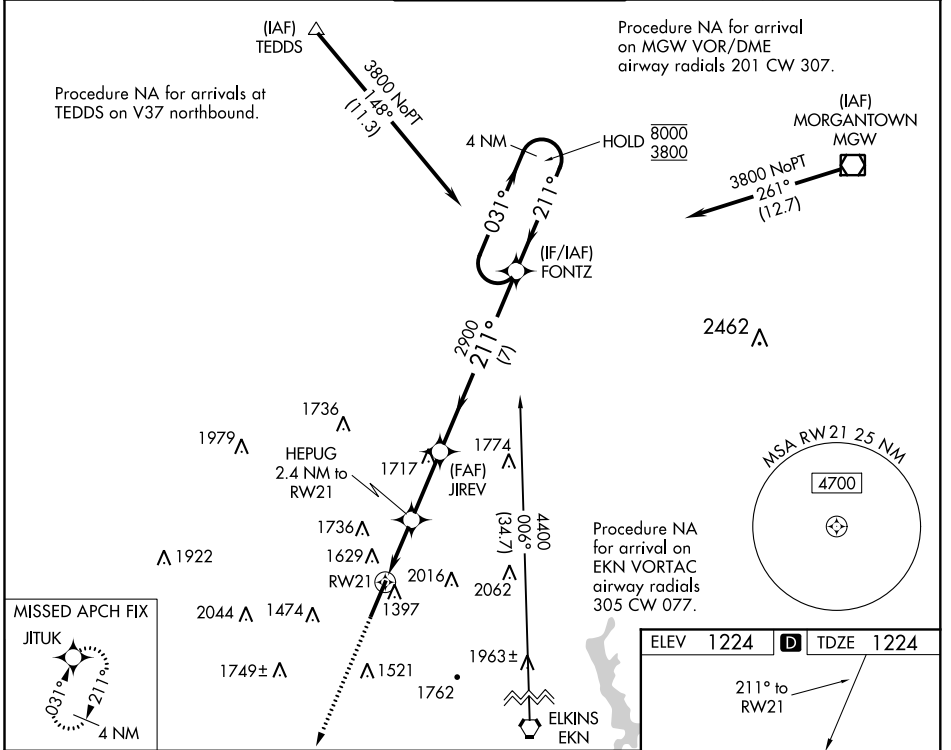 (IAF)
TEDDS
Procedure NA for arrival
on MGW VOR/DME
airway radials 201 CW 307.
Procedure NA for arrivals at
TEDDS on V37 northbound.
3800 NoPT
148°
(11.3)
(IAF)
MORGANTOWN
MGW
4 NM
HOLD
8000
3800
3800 NoPT
261°
(12.7)
031°
211°
(IF/IAF)
FONTZ
2900
211°
(7)
2462
1736
1979
HEPUG
2.4 NM to
RW21
1717
(FAF)
JIREV
1774
MSA RW21 25 NM
4700
4400
006°
(34.7)
1736
1922
1629
RW21
2016
2062
1397
Procedure NA
for arrival on
EKN VORTAC
airway radials
305 CW 077.
2044
1474
MISSED APCH FIX
JITUK
031°
211°
4 NM
1749±
1521
1762
1963±
ELKINS
EKN
ELEV 1224 D TDZE 1224
211° to
RW21